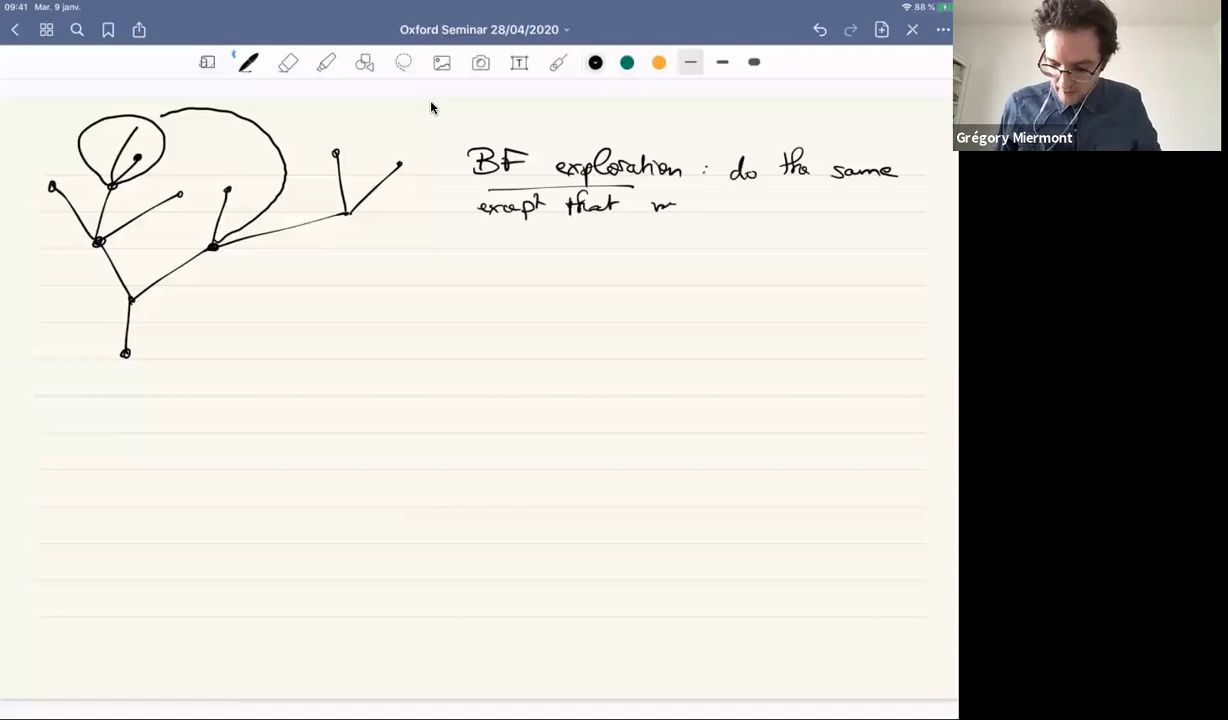 09:41 Mar. 9 janv.
88 %
Oxford Seminar 28/04/2020
Grégory Miermont
BF exploration : do the same
except that